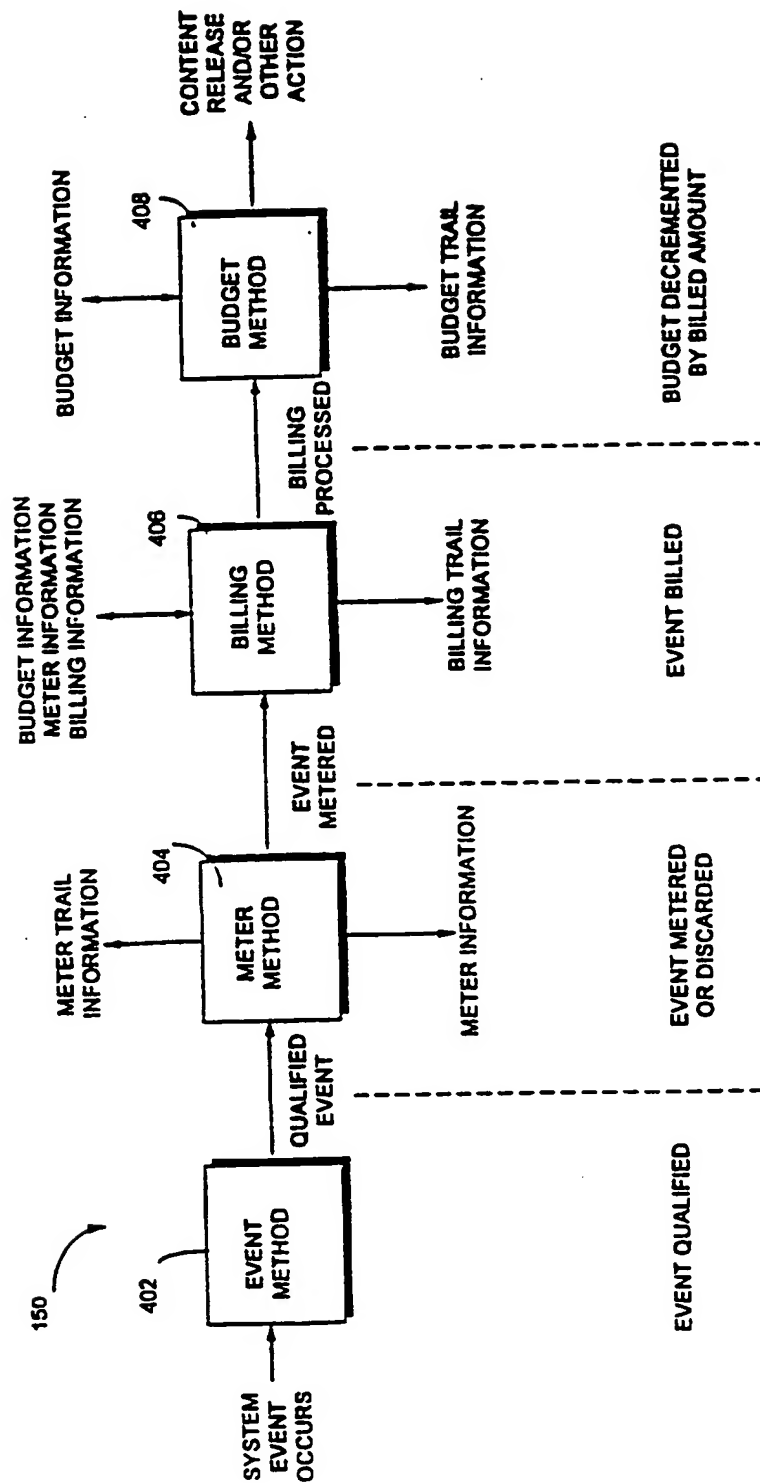 150
SYSTEM
EVENT
OCCURS
402
EVENT
METHOD
QUALIFIED
EVENT
EVENT QUALIFIED
METER TRAIL
INFORMATION
404
METER
METHOD
METER INFORMATION
EVENT METERED
OR DISCARDED
EVENT
METERED
BUDGET INFORMATION
METER INFORMATION
BILLING INFORMATION
406
BILLING
METHOD
BILLING TRAIL
INFORMATION
EVENT BILLED
BILLING
PROCESSED
BUDGET INFORMATION
408
BUDGET
METHOD
BUDGET TRAIL
INFORMATION
BUDGET DECREMENTED
BY BILLED AMOUNT
CONTENT
RELEASE
AND/OR
OTHER
ACTION